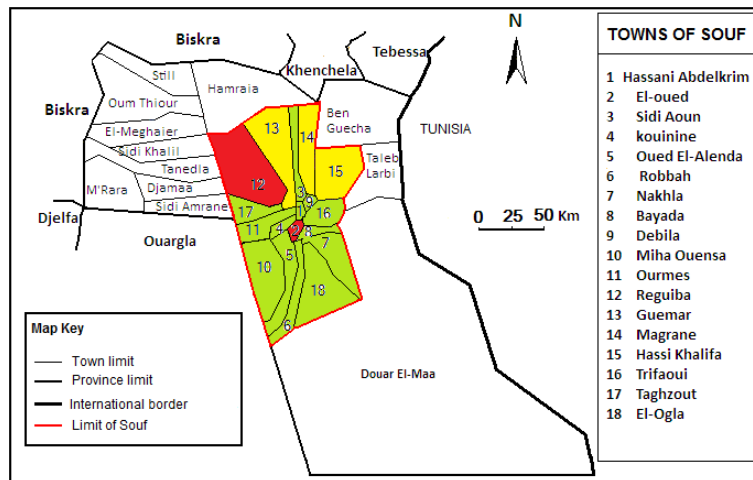 Biskra
N
Tebessa
TOWNS OF SOUF
Still
Khenchela
Hamraia
Biskra
Oum Thiour
Ben
Guecha
TUNISIA
El-Meghaier
Sidi Khalil
Tanedla
Taleb
Larbi
M'Rara
Djamaa
Sidi Amrane
Djelfa
Ouargla
13
14
15
12
3
9
17
1
16
11
4
2
8
7
5
10
18
6
0 25 50 Km
Douar El-Maa
1 Hassani Abdelkrim
2 El-oued
3 Sidi Aoun
4 kouinine
5 Oued El-Alenda
6 Robbah
7 Nakhla
8 Bayada
9 Debila
10 Miha Ouensa
11 Ourmes
12 Reguiba
13 Guemar
14 Magrane
15 Hassi Khalifa
16 Trifaoui
17 Taghzout
18 El-Ogla
Map Key
Town limit
Province limit
International border
Limit of Souf